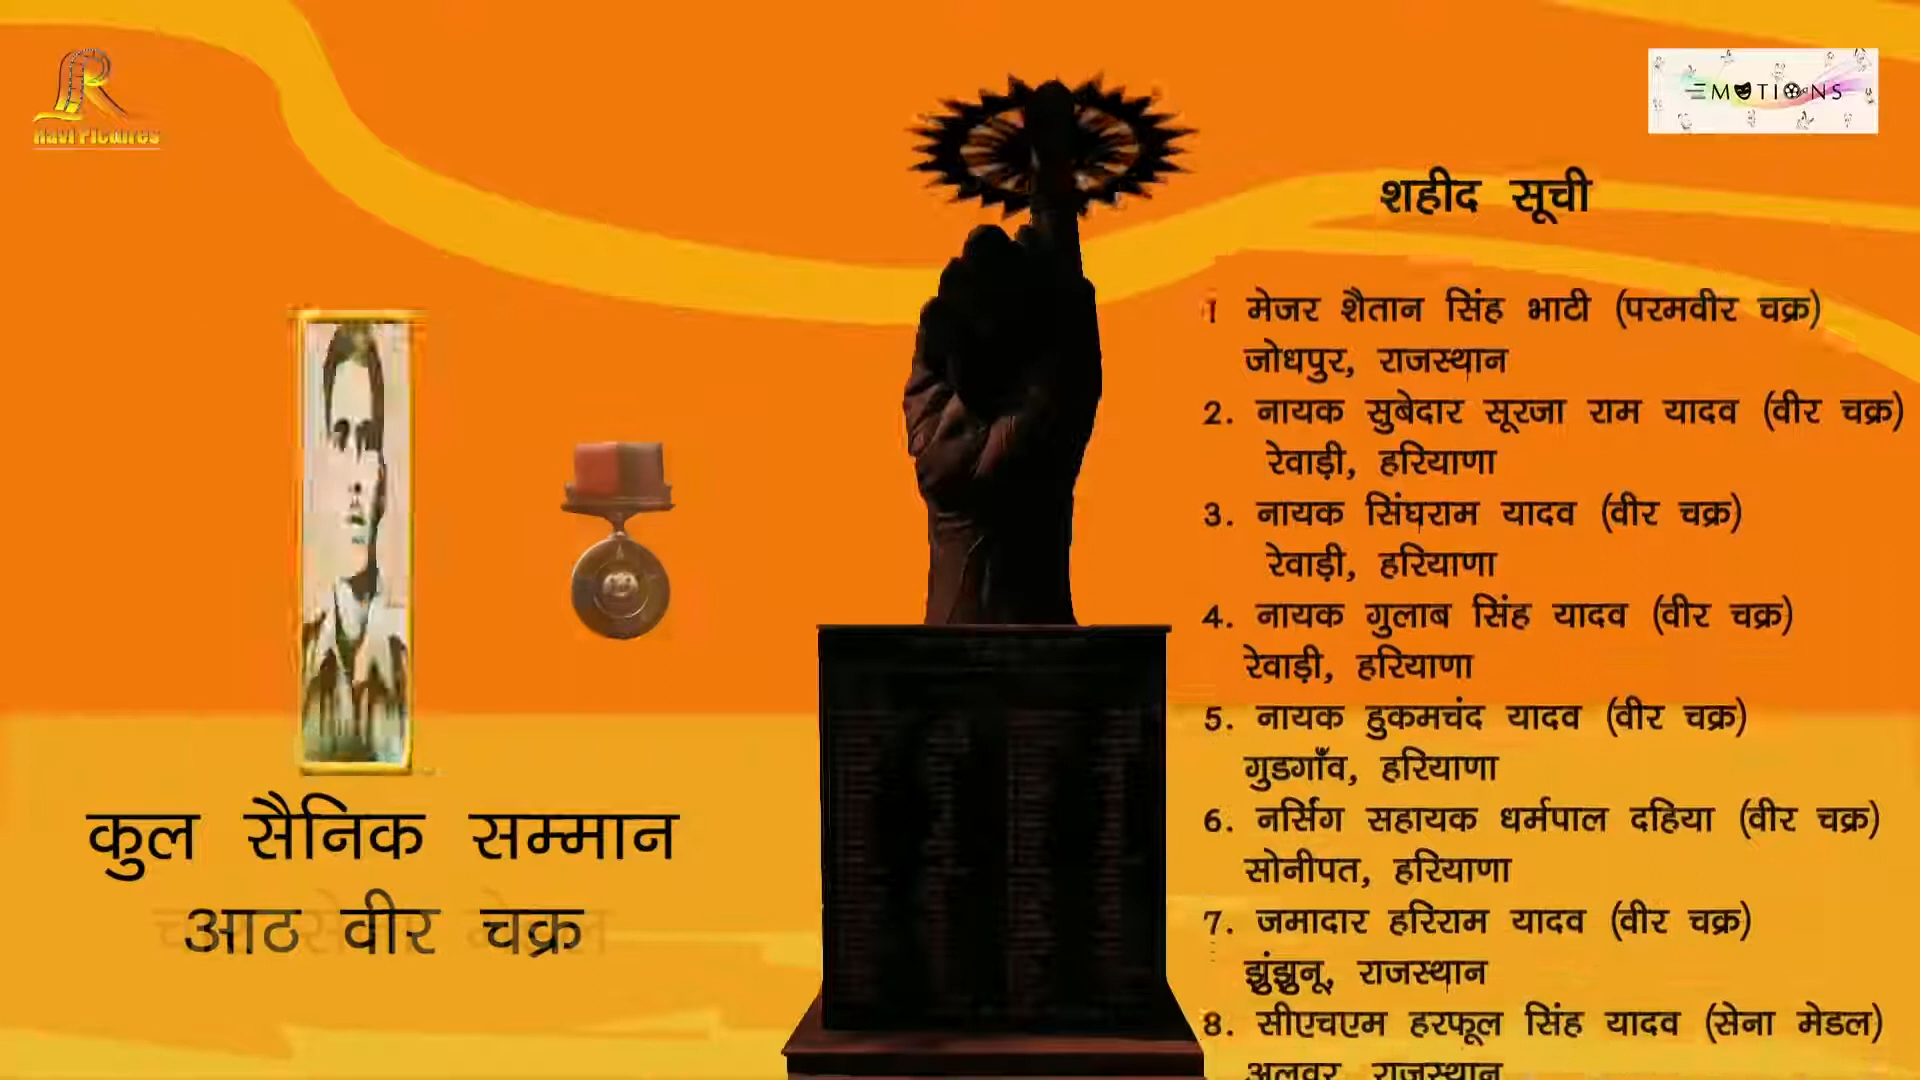 Ravi Pictures
EMOTIONS
शहीद सूची
1 मेजर शैतान सिंह भाटी (परमवीर चक्र)
जोधपुर, राजस्थान
2. नायक सुबेदार सूरजा राम यादव (वीर चक्र)
रेवाड़ी, हरियाणा
3. नायक सिंघराम यादव (वीर चक्र)
रेवाड़ी, हरियाणा
4. नायक गुलाब सिंह यादव (वीर चक्र)
रेवाड़ी, हरियाणा
5. नायक हुकमचंद यादव (वीर चक्र)
गुडगाँव, हरियाणा
6. नर्सिंग सहायक धर्मपाल दहिया (वीर चक्र)
सोनीपत, हरियाणा
7. जमादार हरिराम यादव (वीर चक्र)
झुंझुनू, राजस्थान
8. सीएचएम हरफूल सिंह यादव (सेना मेडल)
अलवर, राजस्थान
कुल सैनिक सम्मान
आठ वीर चक्र